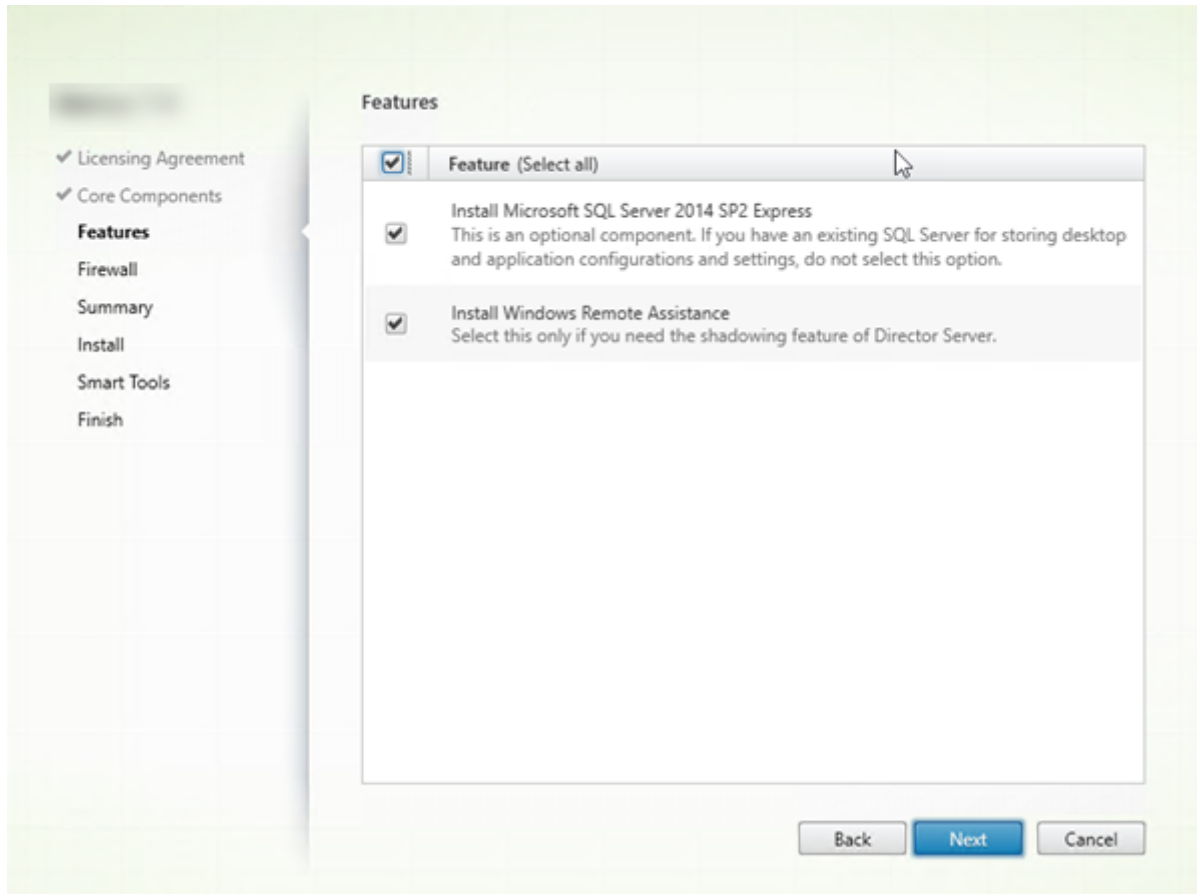 Features
Licensing Agreement
Core Components
Features
Firewall
Summary
Install
Smart Tools
Finish
Feature (Select all)
Install Microsoft SQL Server 2014 SP2 Express
This is an optional component. If you have an existing SQL Server for storing desktop
and application configurations and settings, do not select this option.
Install Windows Remote Assistance
Select this only if you need the shadowing feature of Director Server.
Back
Next
Cancel